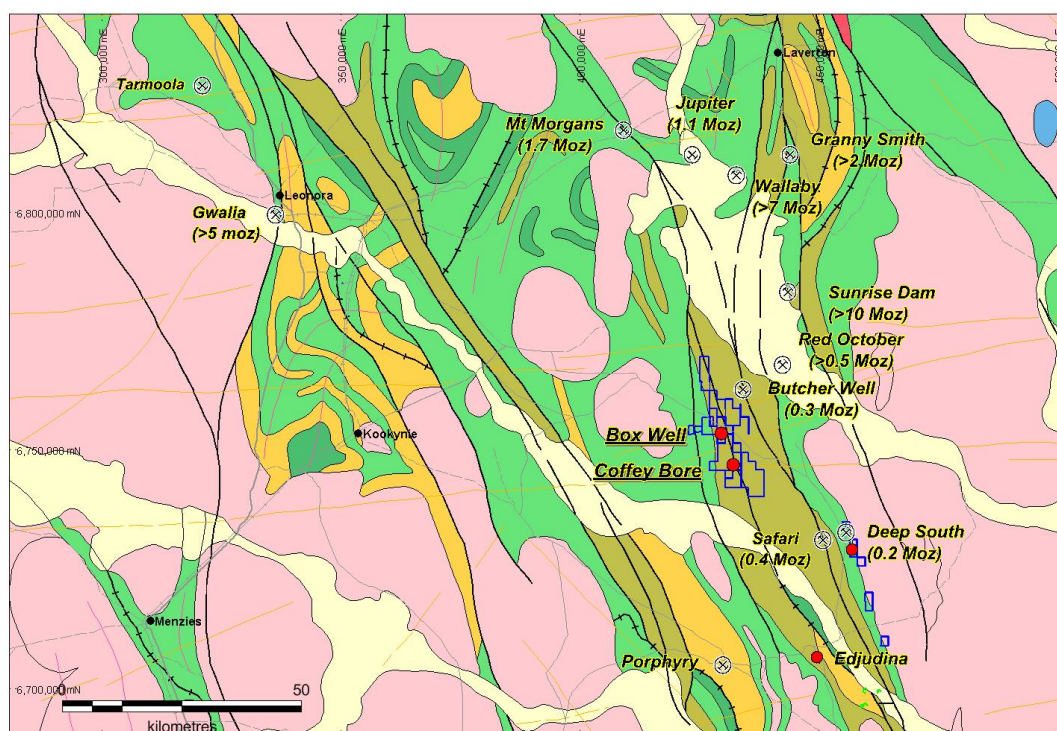 300,000 mE
350,000 mE
400,000 mE
450,000 mE
Laverton
Tarmoola
Jupiter
(1.1 Moz)
Mt Morgans
(1.7 Moz)
Granny Smith
(>2 Moz)
Wallaby
(>7 Moz)
Leonora
6,800,000 mN
Gwalia
(>5 moz)
Sunrise Dam
(>10 Moz)
Red October
(>0.5 Moz)
Butcher Well
(0.3 Moz)
Box Well
Kookynie
6,750,000 mN
Coffey Bore
Deep South
(0.2 Moz)
Safari
(0.4 Moz)
Menzies
Porphyry
Edjudina
6,700,000 mN
0
50
kilometres